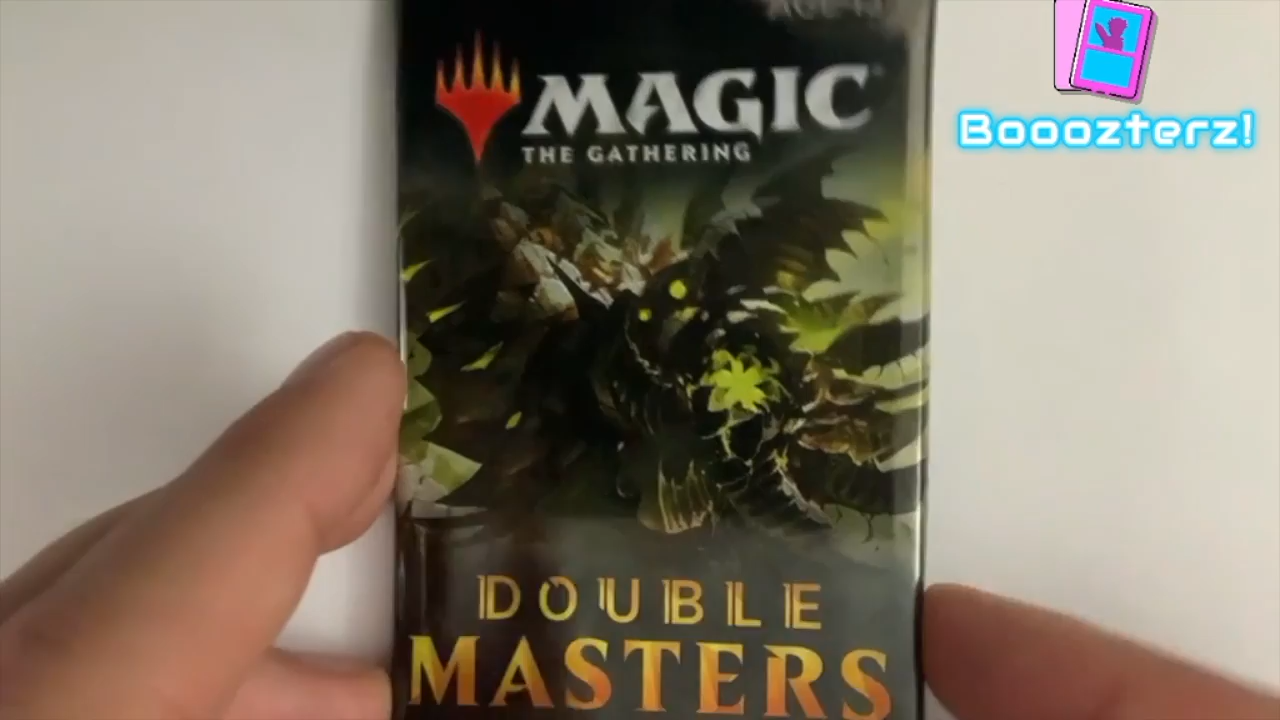 MAGIC
THE GATHERING
Booozterz!
DOUBLE
MASTERS